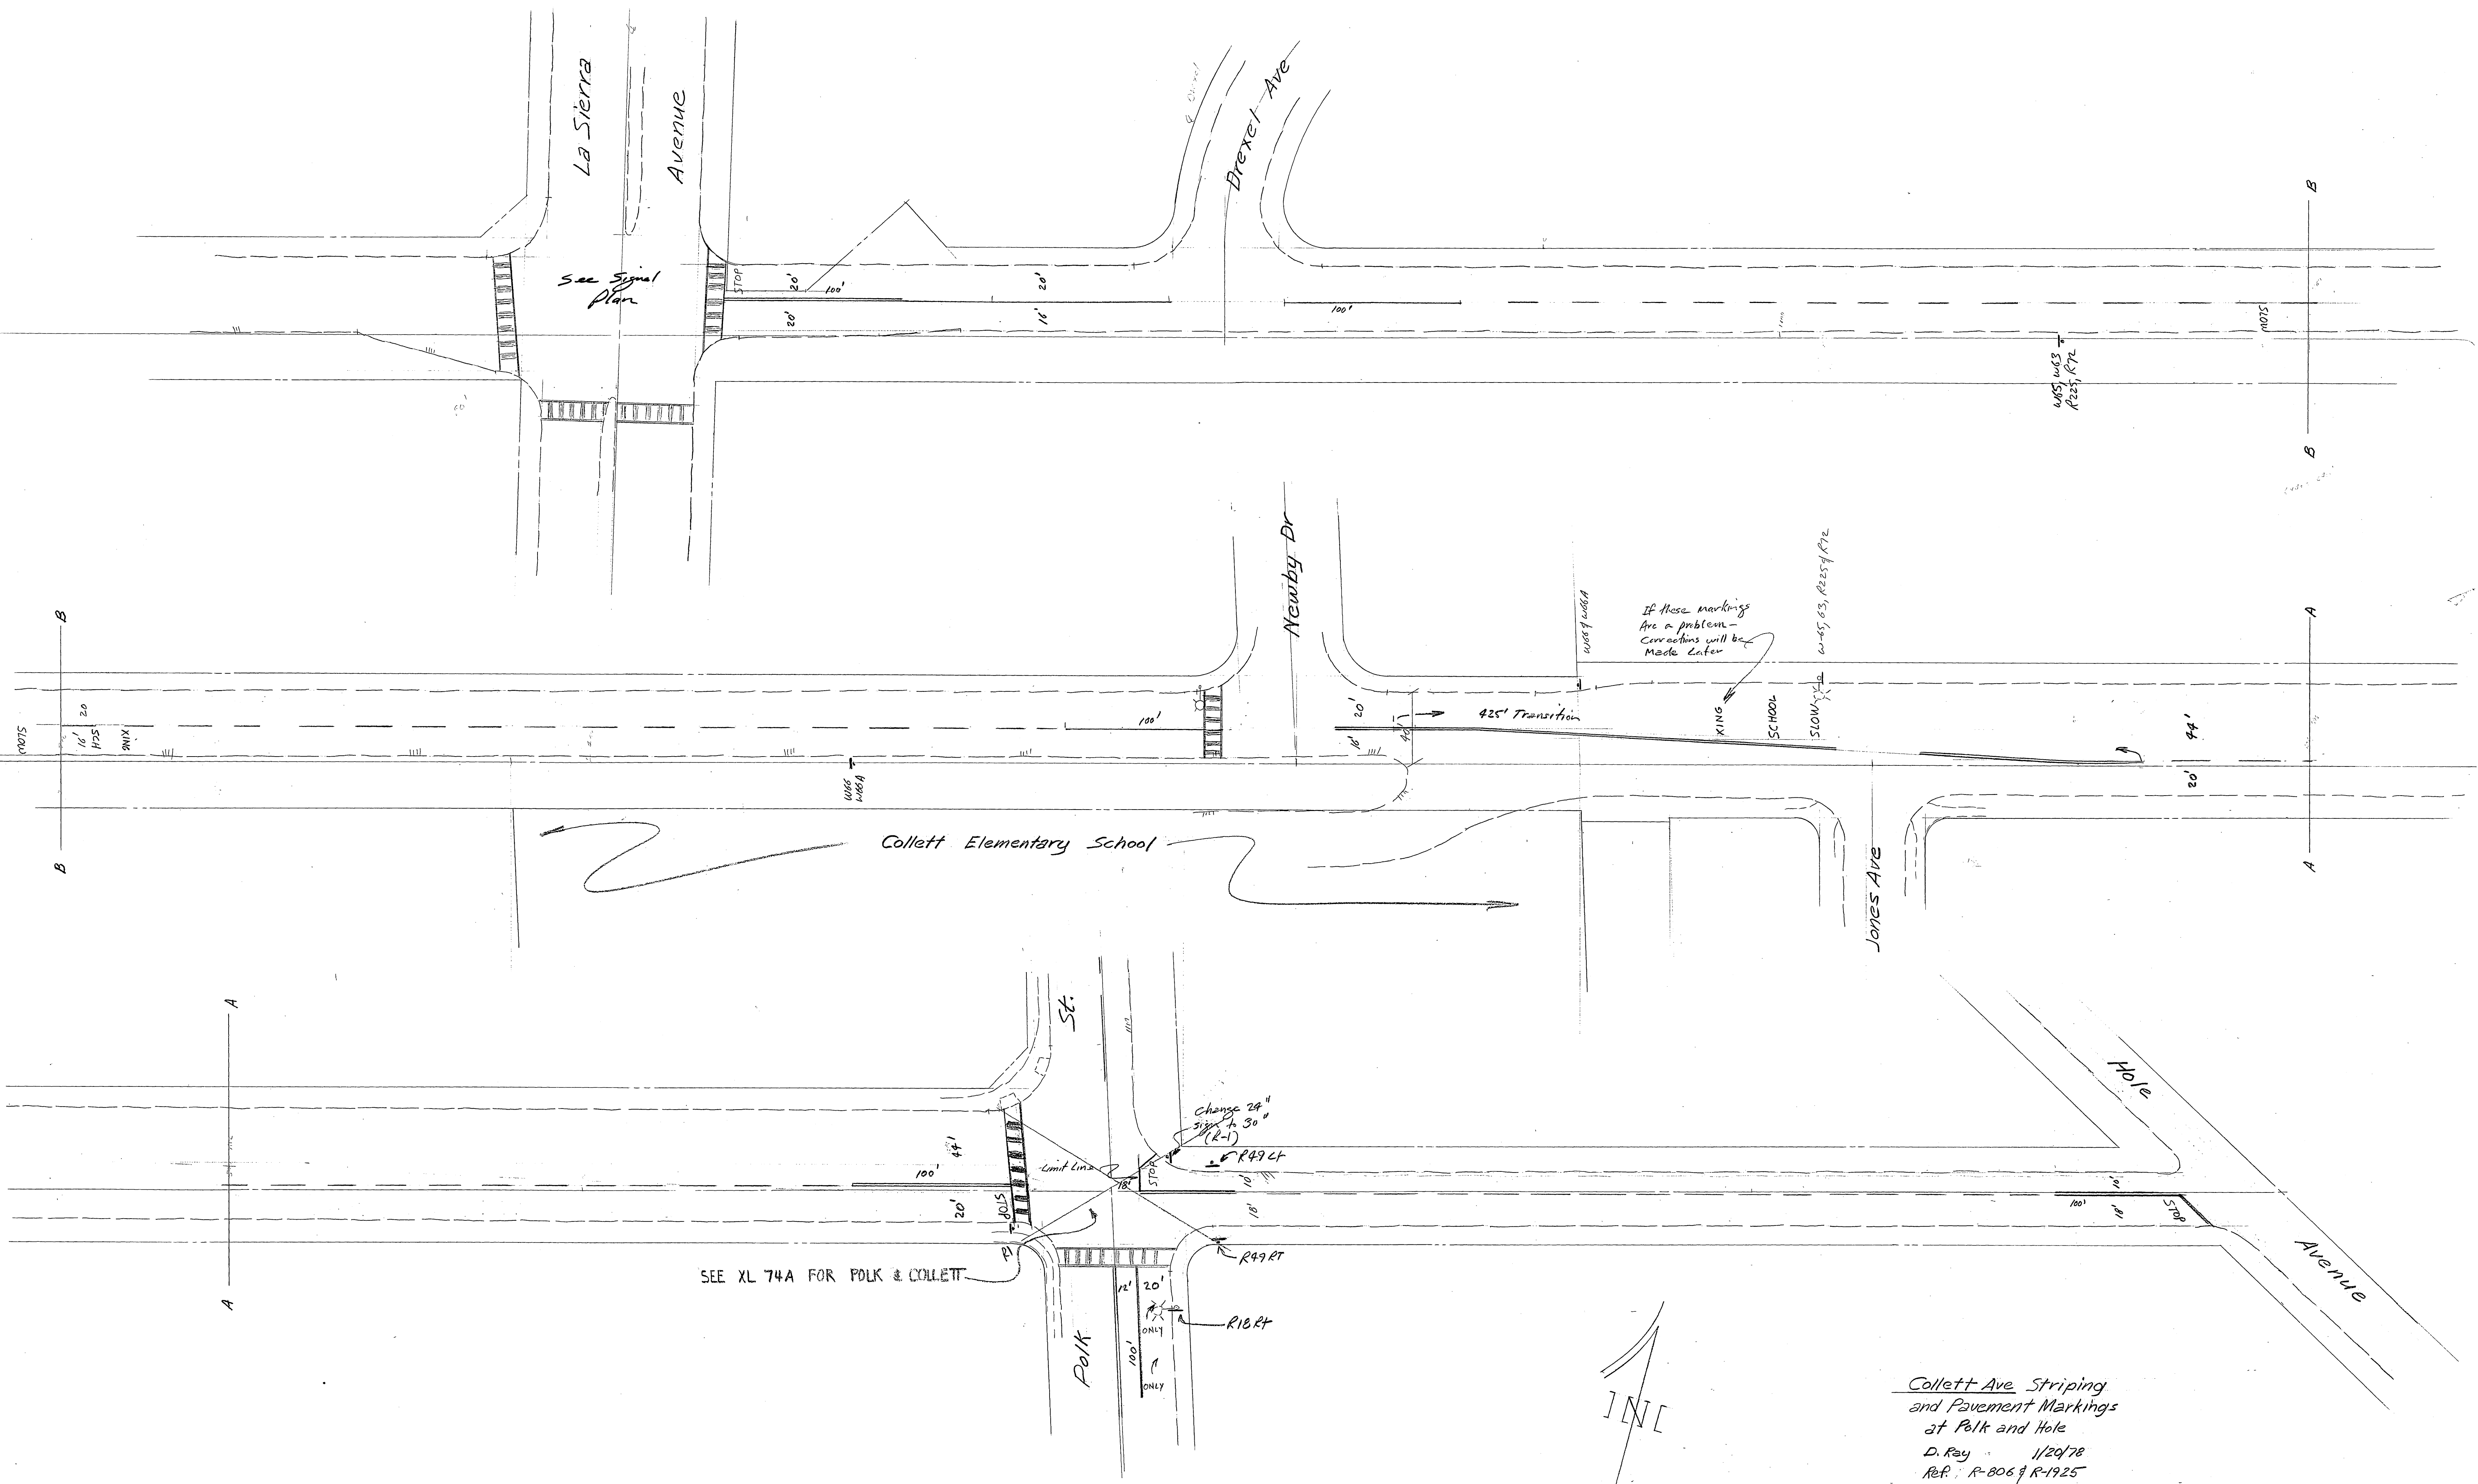 La Sierra
Avenue
Drexel Ave
B
See Signal
Plan
STOP
20'
100'
20'
20'
16'
100'
SLOW
W65, W63
R225, R72
B
Newby Dr
B
W66 & W66A
If these markings
Are a problem -
Corrections will be
Made Later
W-65, 63, R225 & R72
A
SLOW
20
16'
SCH
XING
100'
20'
16'
40'
425' Transition
XING
SCHOOL
SLOW
44'
20'
W66
W66A
B
Collett Elementary School
Jones Ave
A
A
St.
Hole
Change 24"
sign to 30"
(R-1)
R49 Lt
44'
100'
20'
Limit Line
18'
STOP
STOP
10'
18'
10'
100'
18'
STOP
R1
R49 RT
SEE XL 74A FOR POLK & COLLETT
A
Avenue
12'
20'
ONLY
R18 Rt
100'
ONLY
Polk
N
Collett Ave Striping
and Pavement Markings
at Polk and Hole
D. Ray 1/20/78
Ref.: R-806 & R-1925